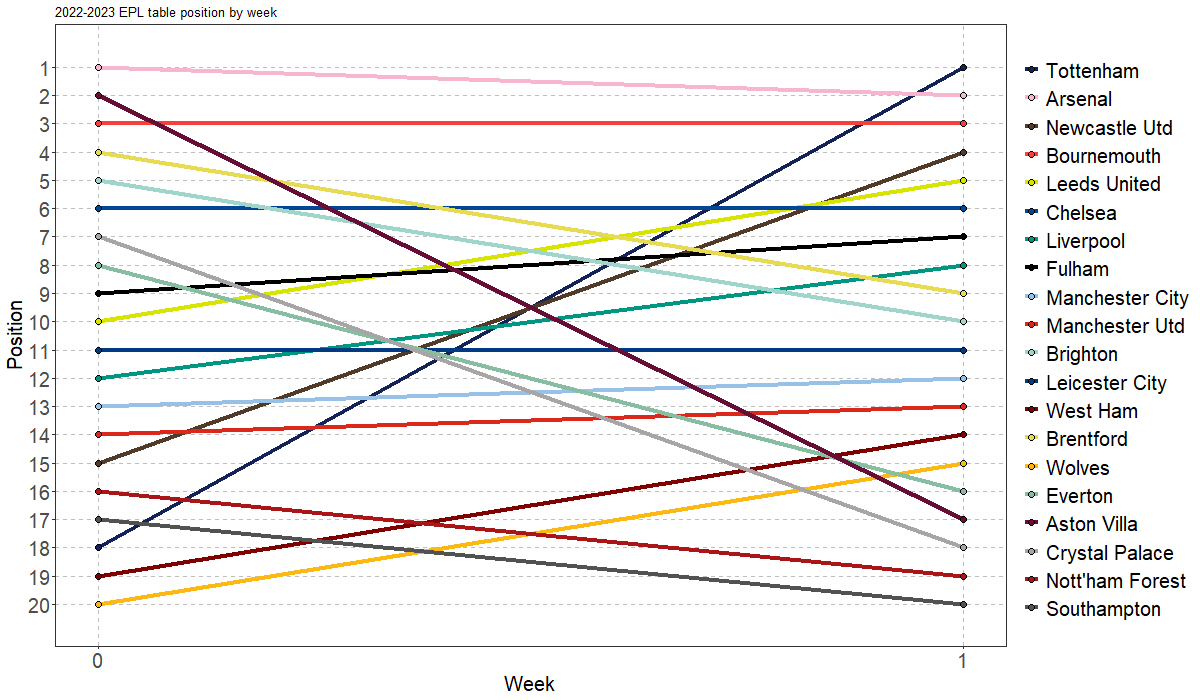 2022-2023 EPL table position by week
Position
1
2
3
4
5
6
7
8
9
10
11
12
13
14
15
16
17
18
19
20
0 1
Week
Tottenham
Arsenal
Newcastle Utd
Bournemouth
Leeds United
Chelsea
Liverpool
Fulham
Manchester City
Manchester Utd
Brighton
Leicester City
West Ham
Brentford
Wolves
Everton
Aston Villa
Crystal Palace
Nott'ham Forest
Southampton